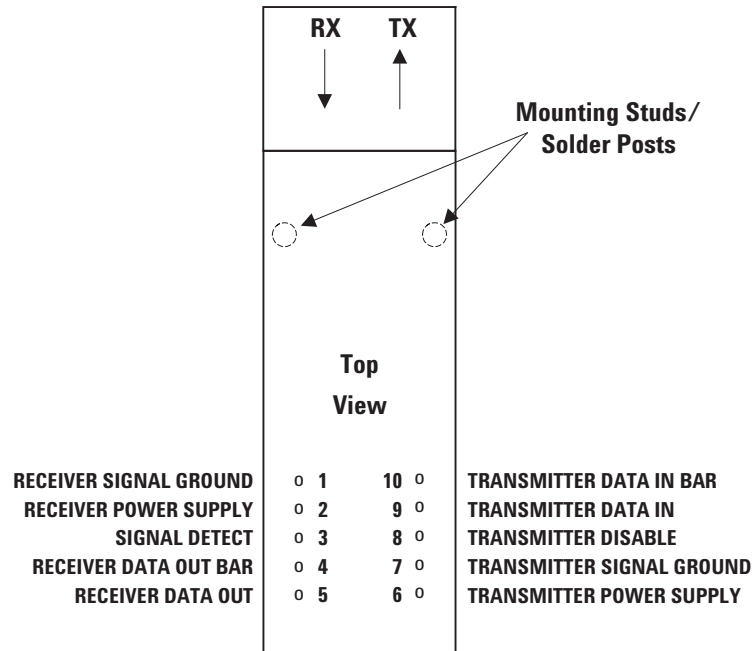 RX TX
Mounting Studs/
Solder Posts
Top
View
RECEIVER SIGNAL GROUND o 1 10 o TRANSMITTER DATA IN BAR
RECEIVER POWER SUPPLY o 2 9 o TRANSMITTER DATA IN
SIGNAL DETECT o 3 8 o TRANSMITTER DISABLE
RECEIVER DATA OUT BAR o 4 7 o TRANSMITTER SIGNAL GROUND
RECEIVER DATA OUT o 5 6 o TRANSMITTER POWER SUPPLY